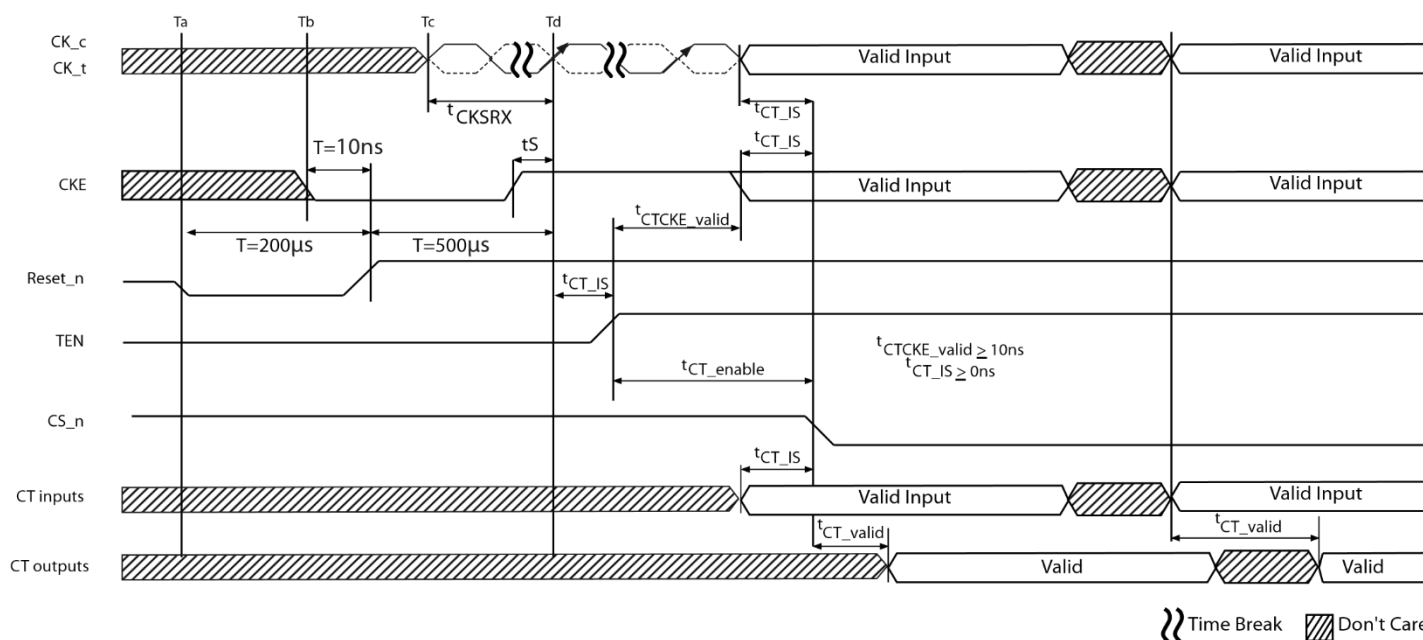 Ta Tb Tc Td
CK_c
CK_t
Valid Input Valid Input
tCKSRX
tCT_IS
T=10ns
tS
tCT_IS
CKE
Valid Input Valid Input
tCTCKE_valid
T=200µs T=500µs
Reset_n
tCT_IS
TEN
tCTCKE_valid ≥ 10ns
tCT_IS ≥ 0ns
tCT_enable
CS_n
tCT_IS
CT inputs
Valid Input Valid Input
tCT_valid tCT_valid
CT outputs
Valid Valid
Time Break Don't Care